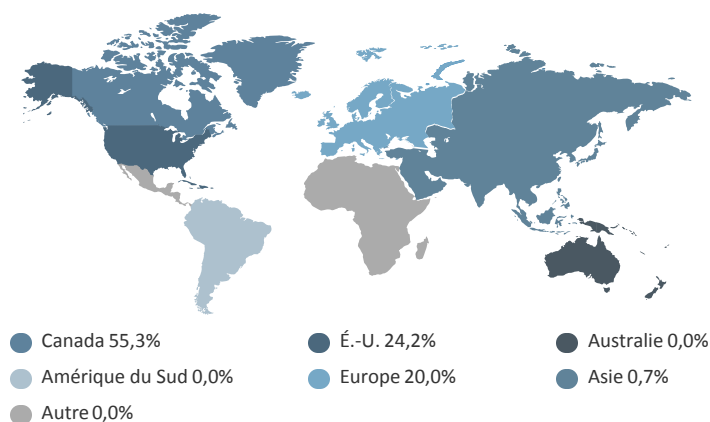 Canada 55,3% É.-U. 24,2% Australie 0,0%
Amérique du Sud 0,0% Europe 20,0% Asie 0,7%
Autre 0,0%